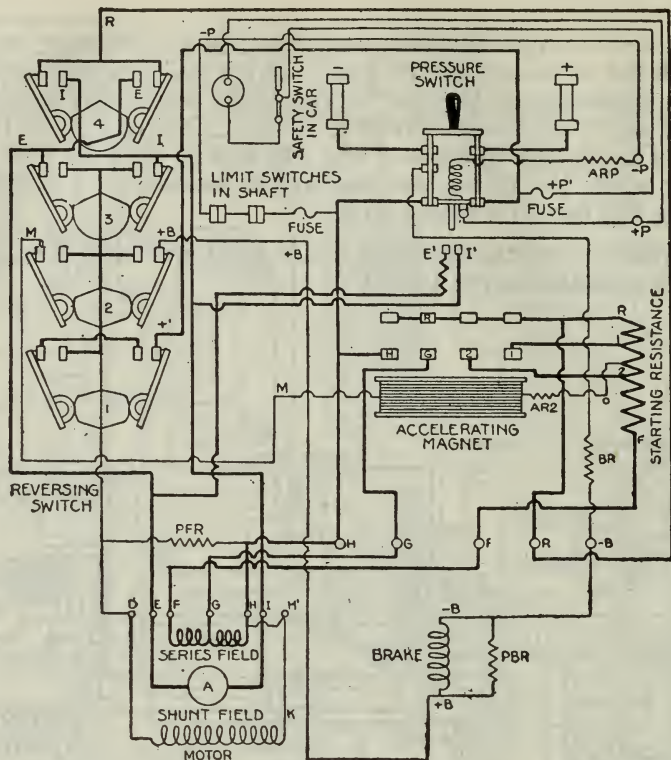 R
-P
-
PRESSURE
SWITCH
+
I
E
4
SAFETY SWITCH
IN CAR
E
I
ARP
-P
LIMIT SWITCHES
IN SHAFT
+P'
FUSE
3
FUSE
+P
M
+B
+B
E' I'
2
R
R
+'
H
G
2
1
2
M
O
AR2
1
ACCELERATING
MAGNET
F
STARTING RESISTANCE
BR
REVERSING
SWITCH
PFR
H
G
F
R
-B
D
E
F
G
H
I
M'
-B
SERIES FIELD
BRAKE
PBR
A
SHUNT FIELD
K
+B
MOTOR